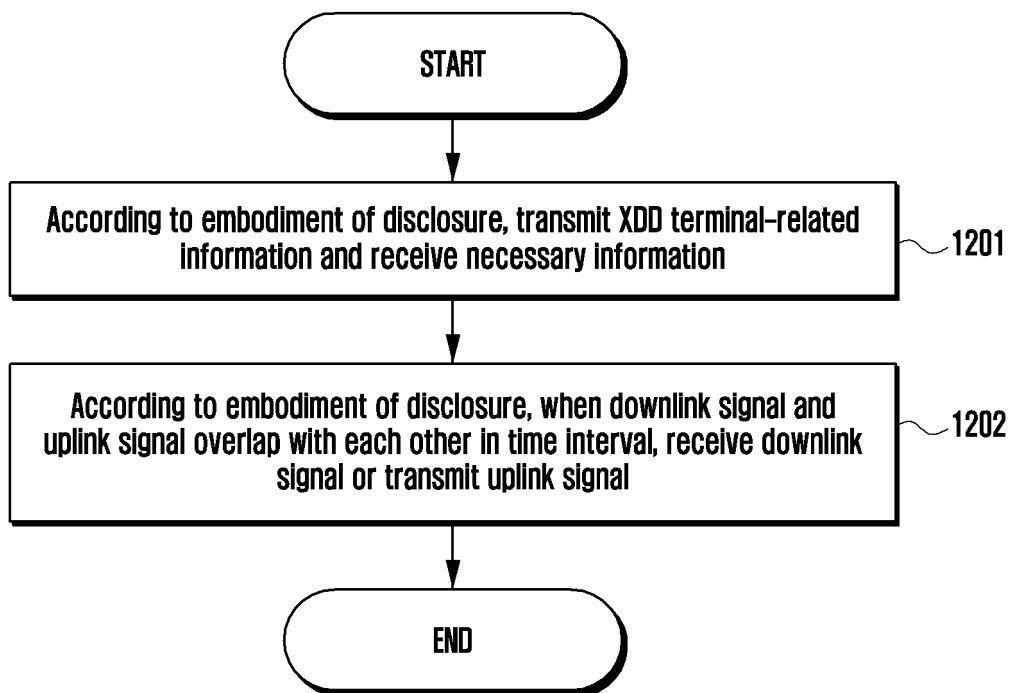 START
According to embodiment of disclosure, transmit XDD terminal-related
information and receive necessary information
1201
According to embodiment of disclosure, when downlink signal and
uplink signal overlap with each other in time interval, receive downlink
signal or transmit uplink signal
1202
END